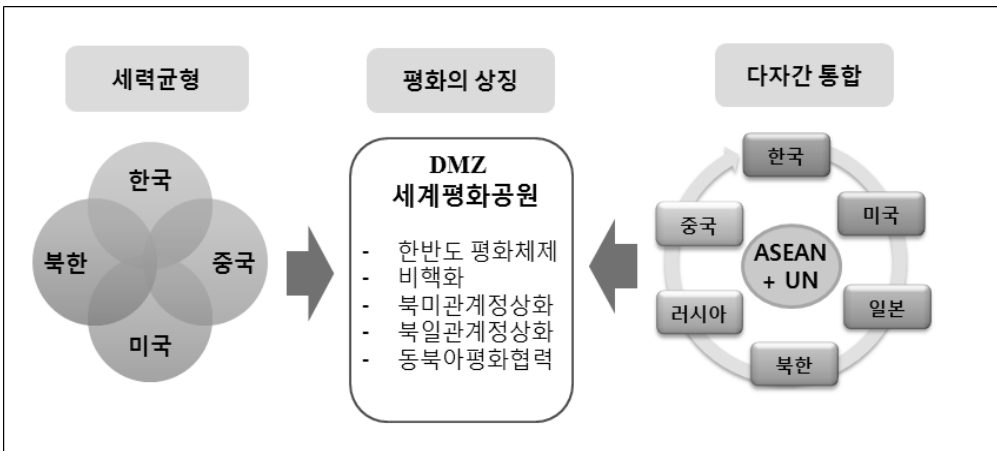 세력균형
한국
북한
중국
미국
평화의 상징
DMZ
세계평화공원
- 한반도 평화체제
- 비핵화
- 북미관계정상화
- 북일관계정상화
- 동북아평화협력
다자간 통합
한국
미국
일본
북한
러시아
중국
ASEAN
+ UN